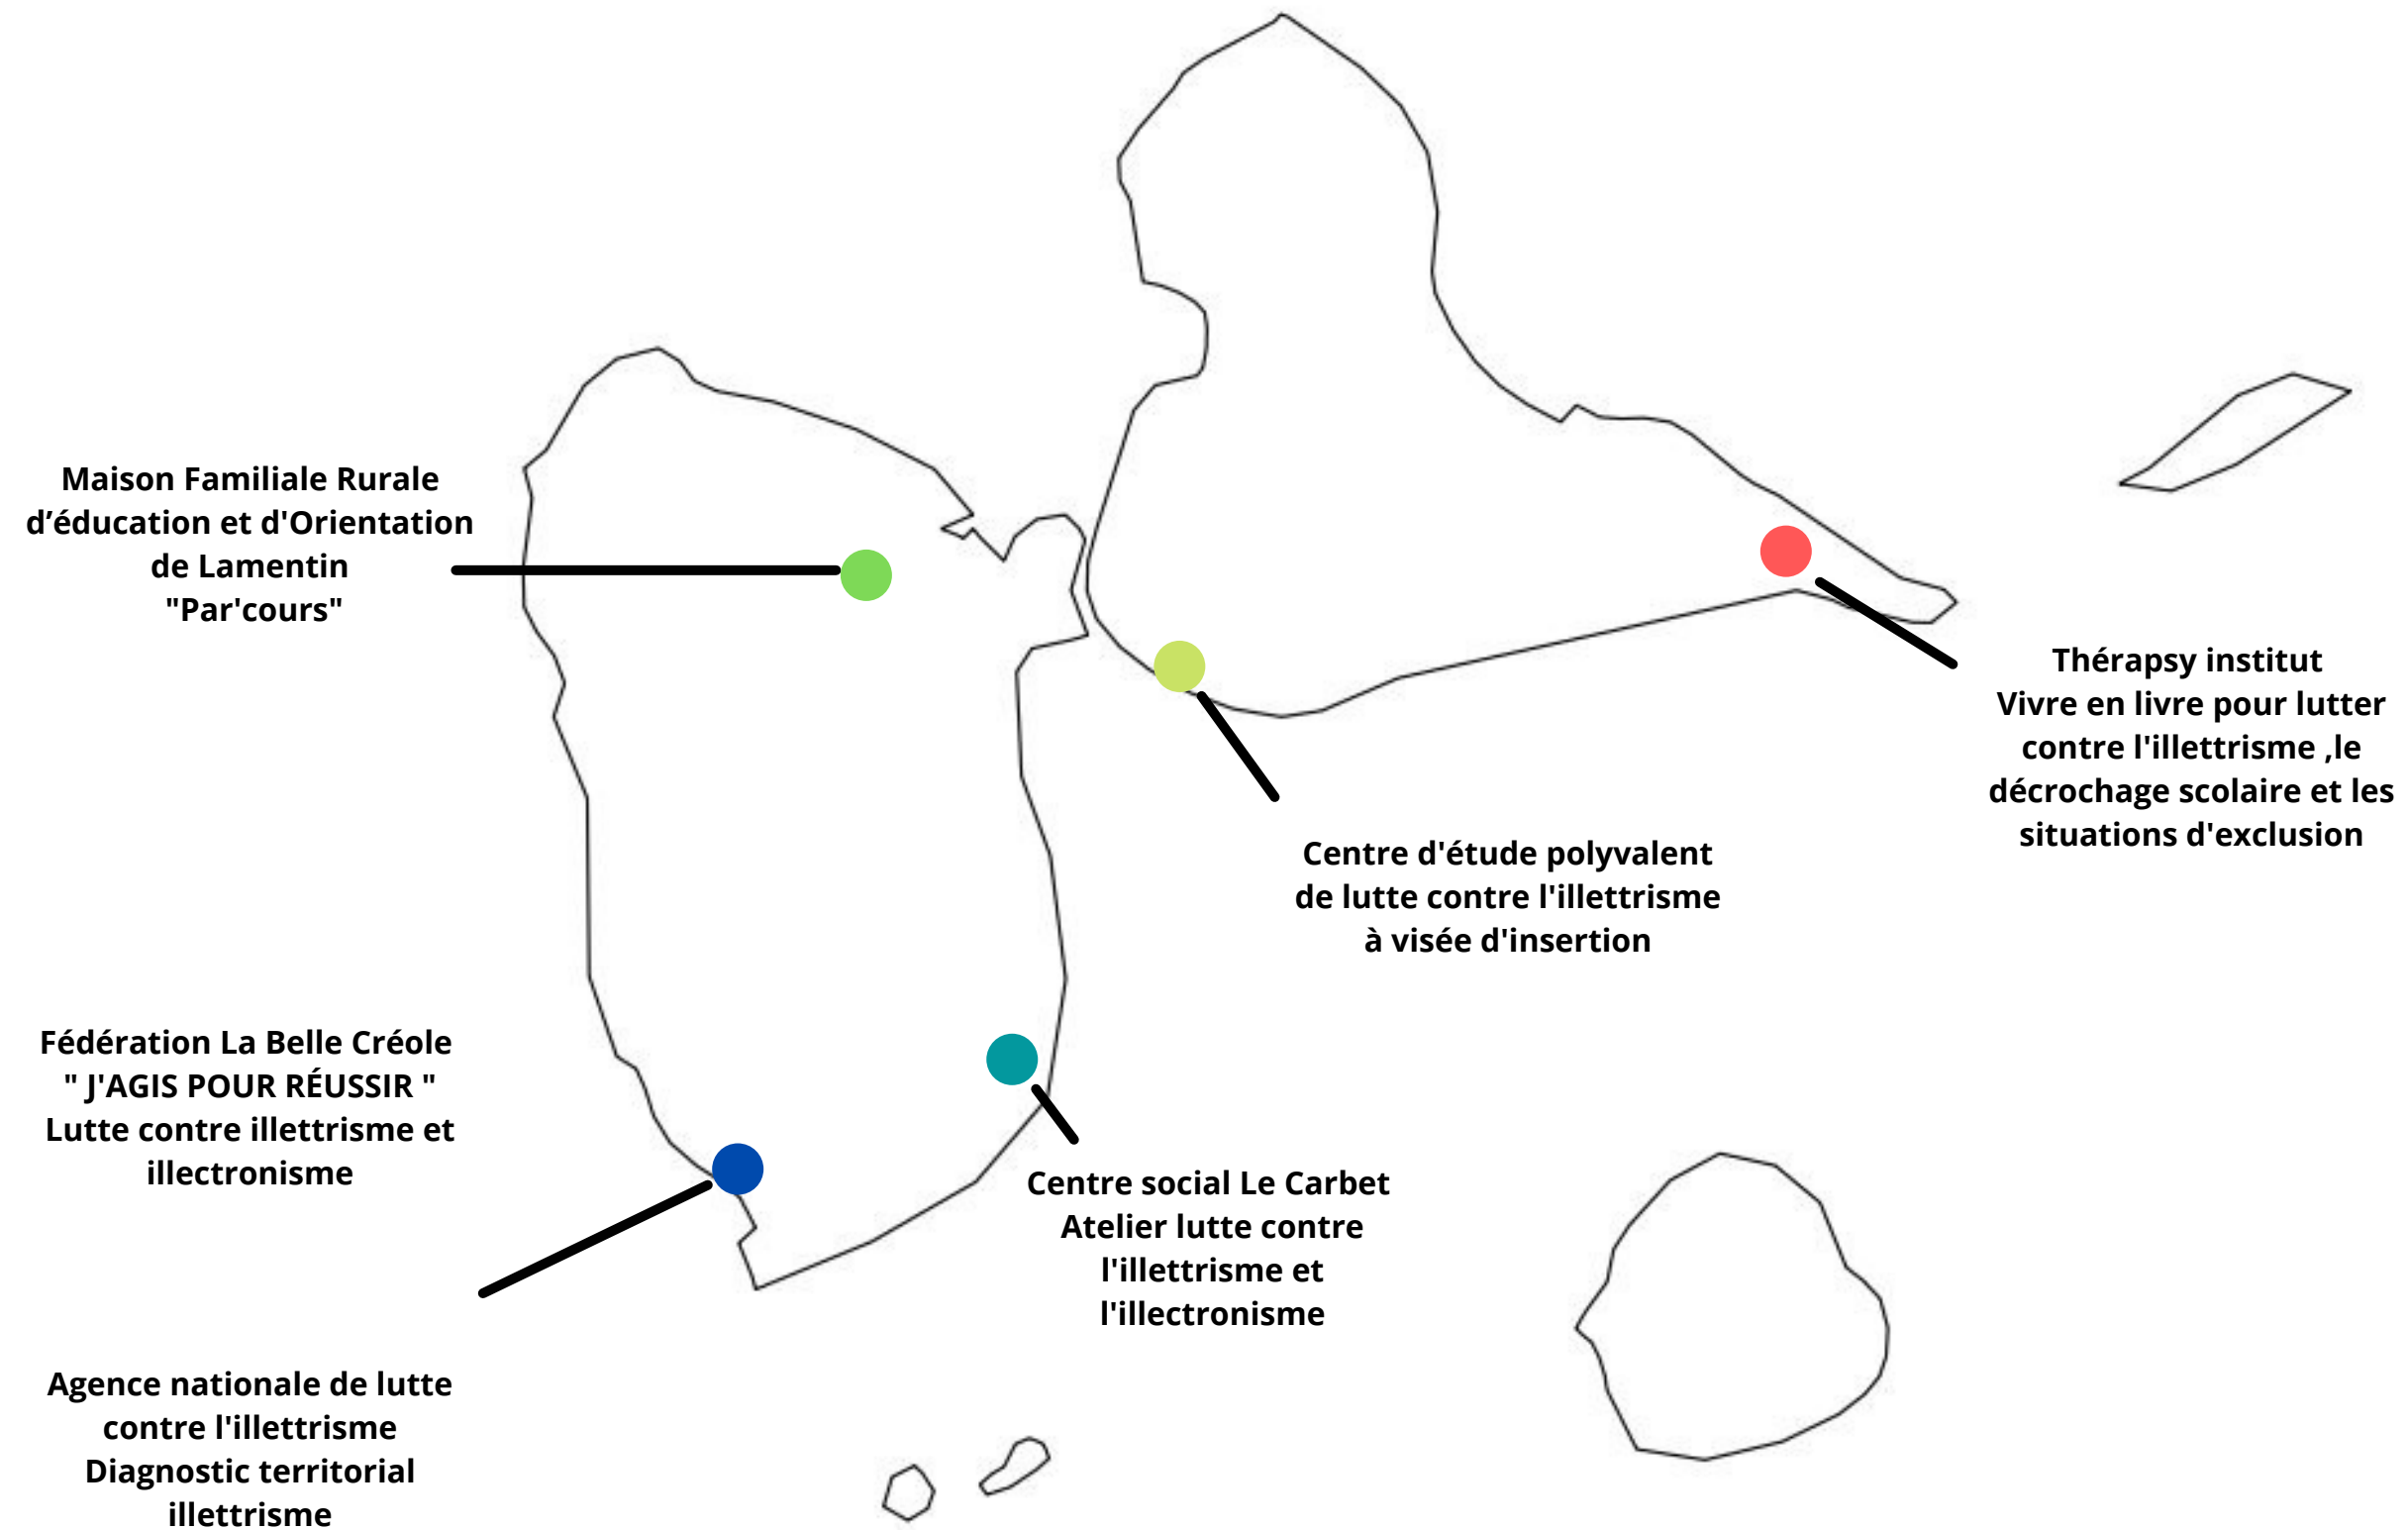 Maison Familiale Rurale
d’éducation et d'Orientation
de Lamentin
"Par'cours"
Thérapsy institut
Vivre en livre pour lutter
contre l'illettrisme ,le
décrochage scolaire et les
situations d'exclusion
Centre d'étude polyvalent
de lutte contre l'illettrisme
à visée d'insertion
Fédération La Belle Créole
" J'AGIS POUR RÉUSSIR "
Lutte contre illettrisme et
illectronisme
Centre social Le Carbet
Atelier lutte contre
l'illettrisme et
l'illectronisme
Agence nationale de lutte
contre l'illettrisme
Diagnostic territorial
illettrisme